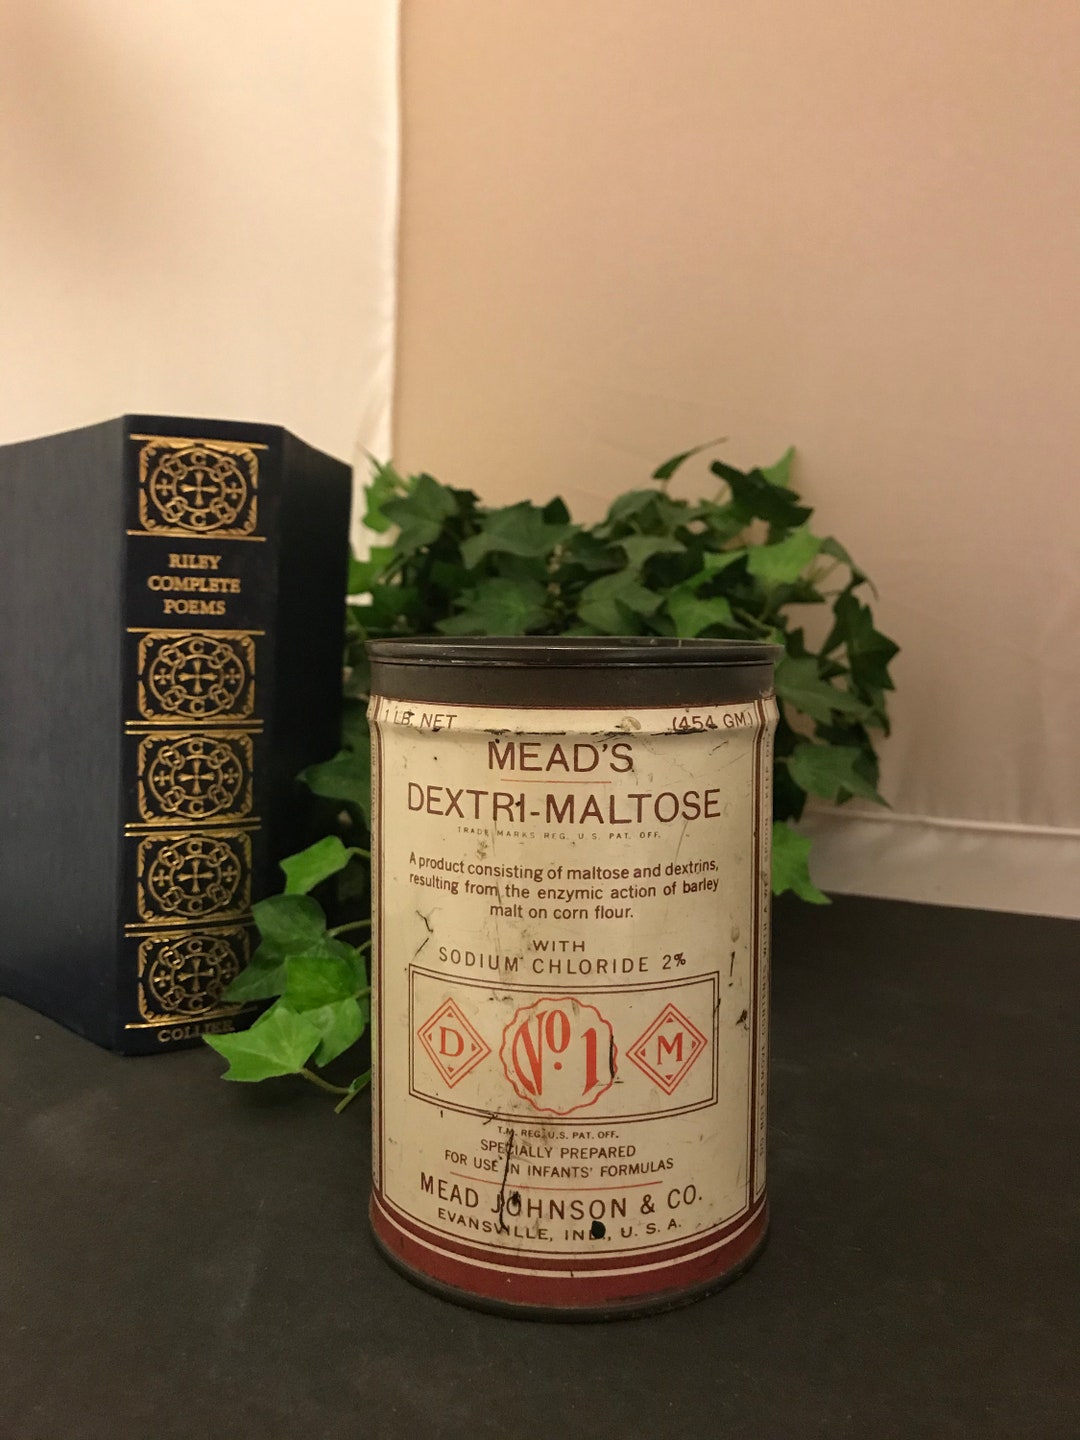 RILEY
COMPLETE
POEMS
COLLIER
1 LB. NET (454 GM.)
MEAD'S
DEXTRI-MALTOSE
TRADE MARKS REG. U. S. PAT. OFF.
A product consisting of maltose and dextrins,
resulting from the enzymic action of barley
malt on corn flour.
WITH
SODIUM CHLORIDE 2%
D No. 1 M
T.M. REG. U.S. PAT. OFF.
SPECIALLY PREPARED
FOR USE IN INFANTS' FORMULAS
MEAD JOHNSON & CO.
EVANSVILLE, IND., U. S. A.